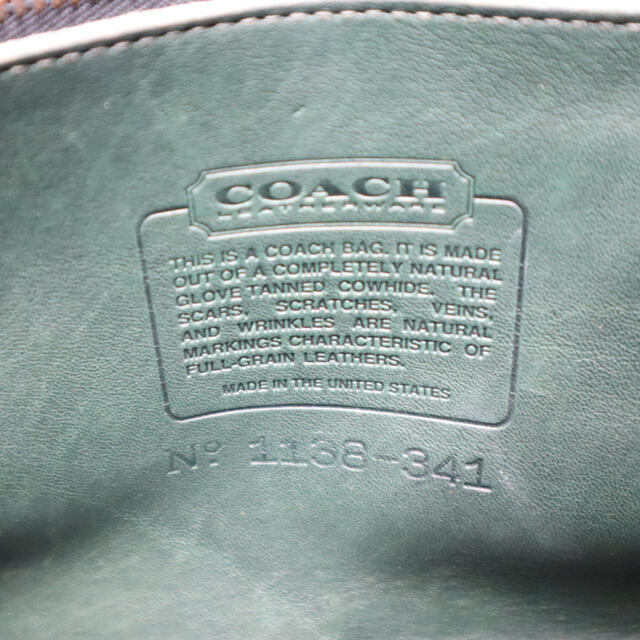 COACH
LEATHERWARE
THIS IS A COACH BAG. IT IS MADE
OUT OF A COMPLETELY NATURAL
GLOVE TANNED COWHIDE. THE
SCARS, SCRATCHES, VEINS,
AND WRINKLES ARE NATURAL
MARKINGS CHARACTERISTIC OF
FULL-GRAIN LEATHERS.
MADE IN THE UNITED STATES
Nº 1138-341